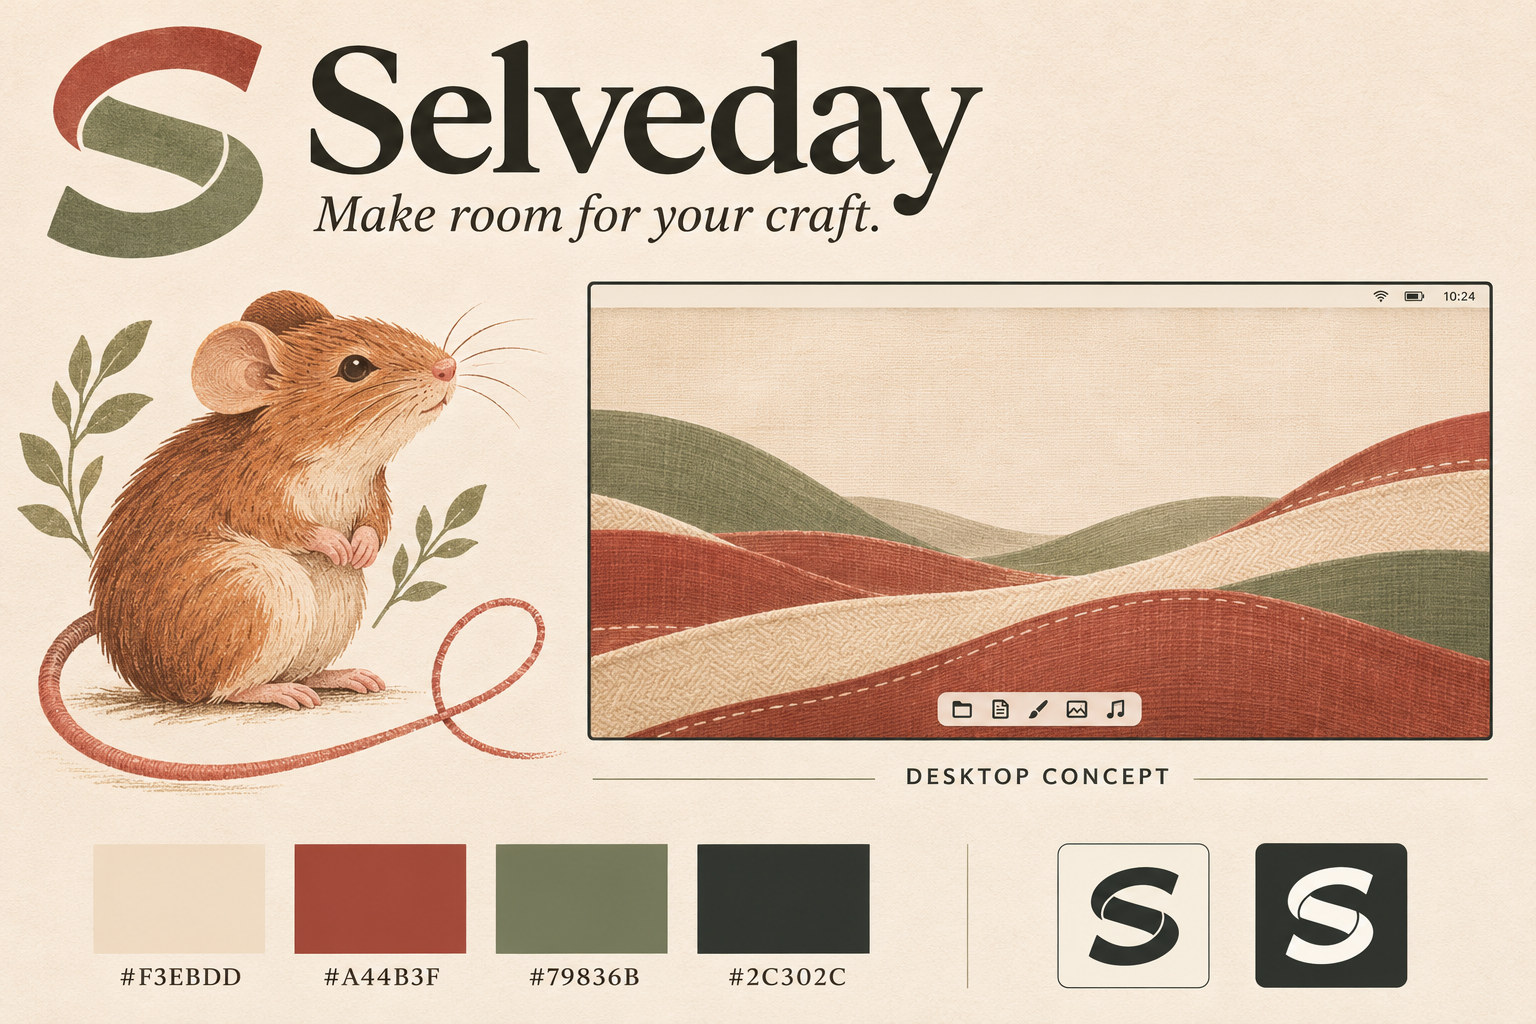 Selveday
Make room for your craft.
10:24
DESKTOP CONCEPT
#F3EBDD
#A44B3F
#79836B
#2C302C